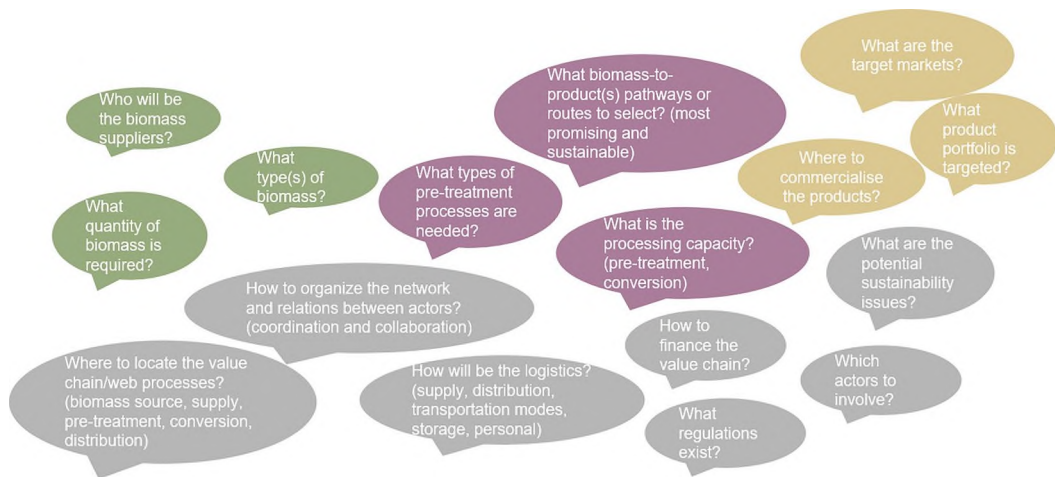 Who will be
the biomass
suppliers?
What
type(s) of
biomass?
What
quantity of
biomass is
required?
What types of
pre-treatment
processes are
needed?
What biomass-to-
product(s) pathways or
routes to select? (most
promising and
sustainable)
What is the
processing capacity?
(pre-treatment,
conversion)
What are the
target markets?
What
product
portfolio is
targeted?
Where to
commercialise
the products?
How to organize the network
and relations between actors?
(coordination and collaboration)
Where to locate the value
chain/web processes?
(biomass source, supply,
pre-treatment, conversion,
distribution)
How will be the logistics?
(supply, distribution,
transportation modes,
storage, personal)
How to
finance the
value chain?
What
regulations
exist?
What are the
potential
sustainability
issues?
Which
actors to
involve?